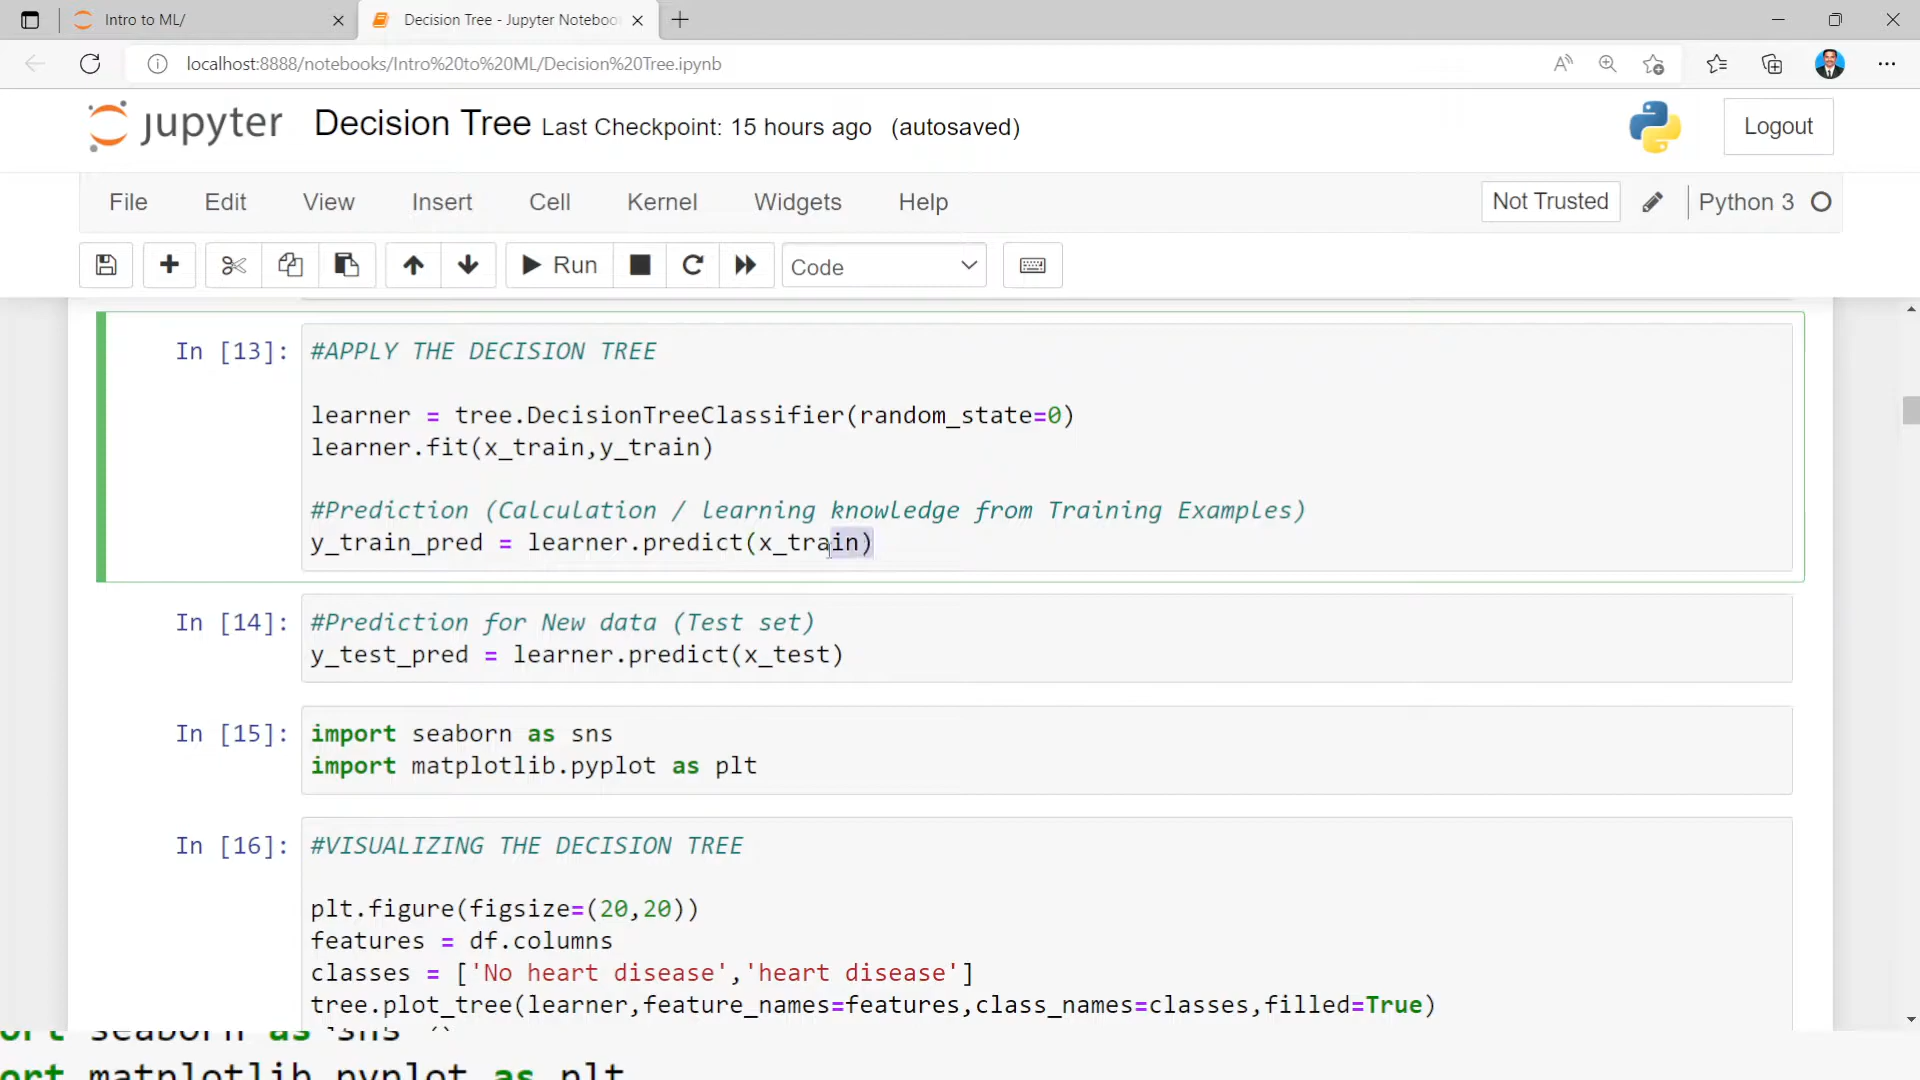 Intro to ML/
Decision Tree - Jupyter Noteboo
localhost:8888/notebooks/Intro%20to%20ML/Decision%20Tree.ipynb
jupyter Decision Tree Last Checkpoint: 15 hours ago (autosaved)
Logout
File Edit View Insert Cell Kernel Widgets Help
Not Trusted
Python 3
Run
Code
In [13]:
#APPLY THE DECISION TREE
learner = tree.DecisionTreeClassifier(random_state=0)
learner.fit(x_train,y_train)
#Prediction (Calculation / learning knowledge from Training Examples)
y_train_pred = learner.predict(x_train)
In [14]:
#Prediction for New data (Test set)
y_test_pred = learner.predict(x_test)
In [15]:
import seaborn as sns
import matplotlib.pyplot as plt
In [16]:
#VISUALIZING THE DECISION TREE
plt.figure(figsize=(20,20))
features = df.columns
classes = ['No heart disease','heart disease']
tree.plot_tree(learner,feature_names=features,class_names=classes,filled=True)
ort seaborn as sns
ort matplotlib.pyplot as plt